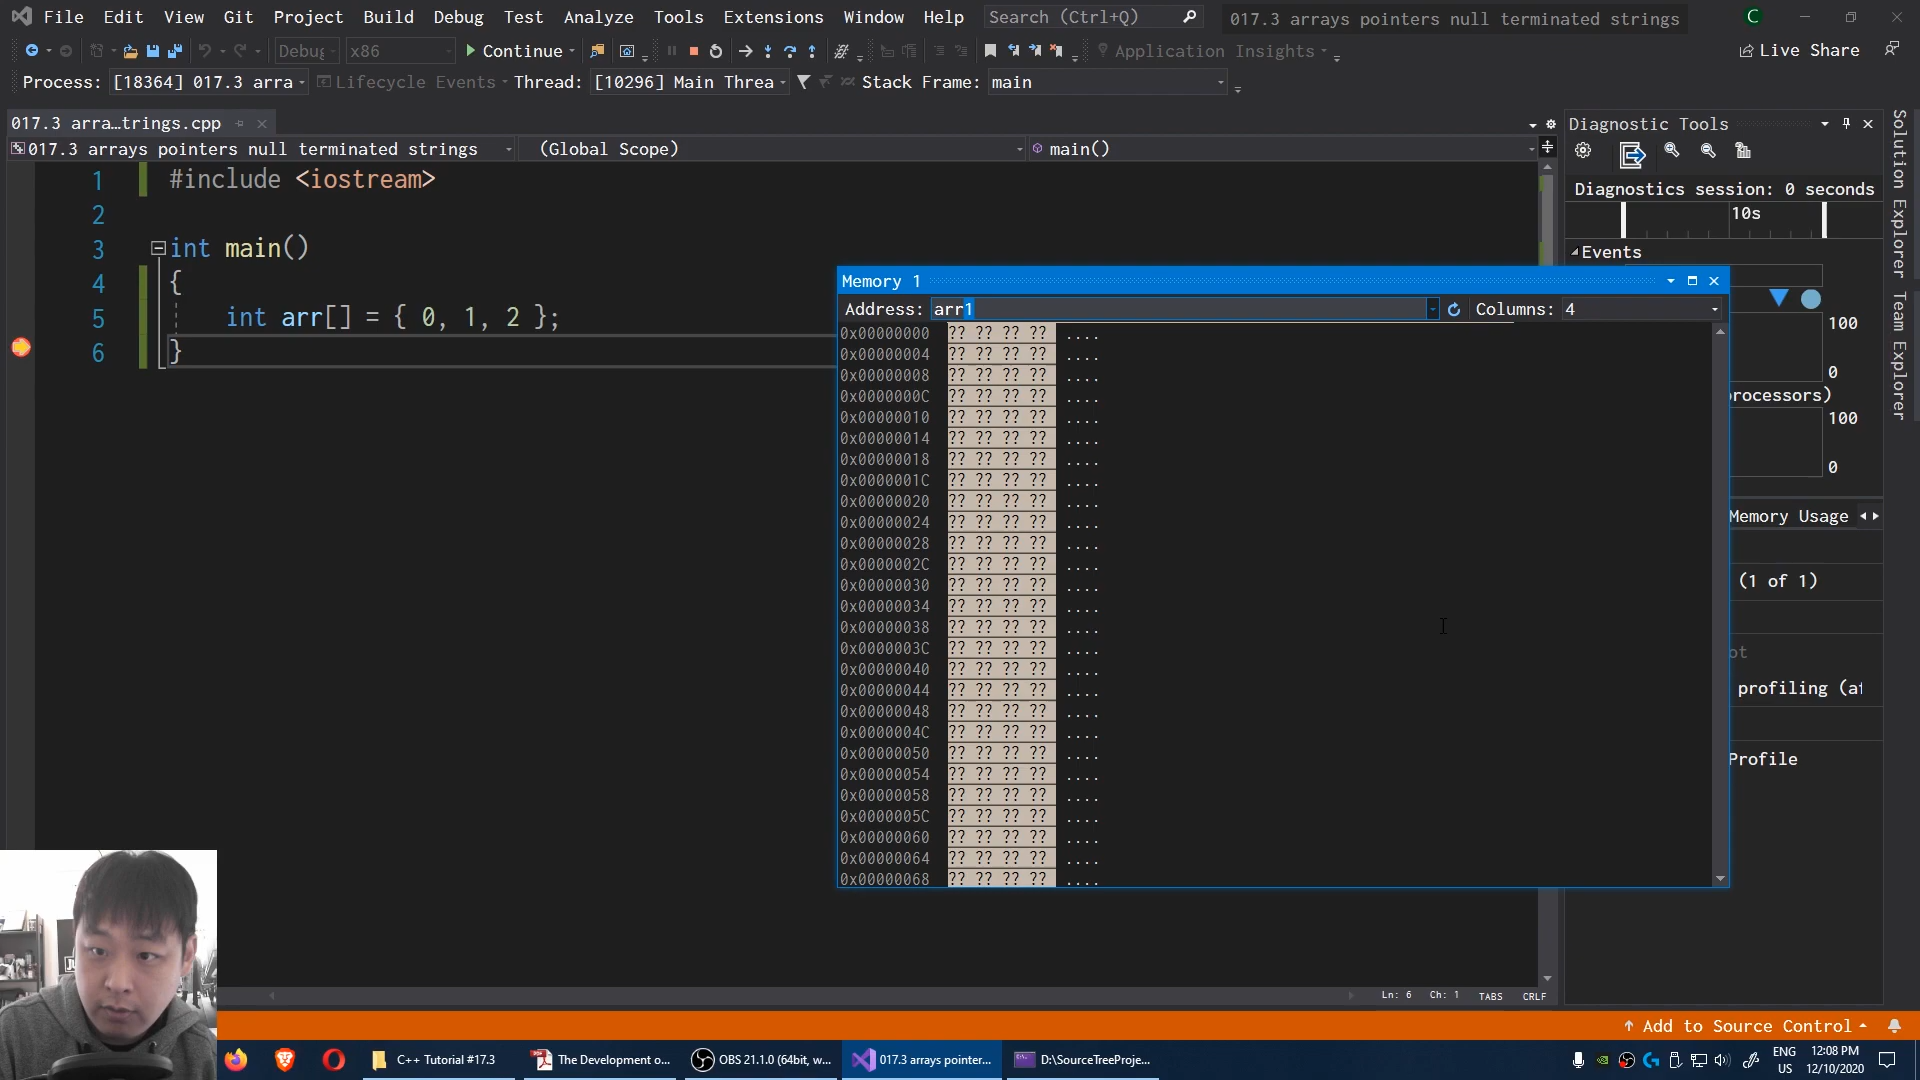 File Edit View Git Project Build Debug Test Analyze Tools Extensions Window Help Search (Ctrl+Q) 017.3 arrays pointers null terminated strings C
Debug x86 Continue Application Insights Live Share
Process: [18364] 017.3 arra Lifecycle Events Thread: [10296] Main Threa Stack Frame: main
017.3 arra…trings.cpp
017.3 arrays pointers null terminated strings (Global Scope) main()
1 #include <iostream>
2
3 int main()
4 {
5 int arr[] = { 0, 1, 2 };
6 }
Memory 1
Address: arr1 Columns: 4
0x00000000 ?? ?? ?? ?? ....
0x00000004 ?? ?? ?? ?? ....
0x00000008 ?? ?? ?? ?? ....
0x0000000C ?? ?? ?? ?? ....
0x00000010 ?? ?? ?? ?? ....
0x00000014 ?? ?? ?? ?? ....
0x00000018 ?? ?? ?? ?? ....
0x0000001C ?? ?? ?? ?? ....
0x00000020 ?? ?? ?? ?? ....
0x00000024 ?? ?? ?? ?? ....
0x00000028 ?? ?? ?? ?? ....
0x0000002C ?? ?? ?? ?? ....
0x00000030 ?? ?? ?? ?? ....
0x00000034 ?? ?? ?? ?? ....
0x00000038 ?? ?? ?? ?? ....
0x0000003C ?? ?? ?? ?? ....
0x00000040 ?? ?? ?? ?? ....
0x00000044 ?? ?? ?? ?? ....
0x00000048 ?? ?? ?? ?? ....
0x0000004C ?? ?? ?? ?? ....
0x00000050 ?? ?? ?? ?? ....
0x00000054 ?? ?? ?? ?? ....
0x00000058 ?? ?? ?? ?? ....
0x0000005C ?? ?? ?? ?? ....
0x00000060 ?? ?? ?? ?? ....
0x00000064 ?? ?? ?? ?? ....
0x00000068 ?? ?? ?? ?? ....
Diagnostic Tools
Diagnostics session: 0 seconds
10s
Events
100
0
rocessors)
100
0
Memory Usage
(1 of 1)
ot
profiling (af
Profile
Solution Explorer
Team Explorer
Ln: 6 Ch: 1 TABS CRLF
Add to Source Control
C++ Tutorial #17.3 The Development o... OBS 21.1.0 (64bit, w... 017.3 arrays pointer... D:\SourceTreeProje...
ENG
US
12:08 PM
12/10/2020